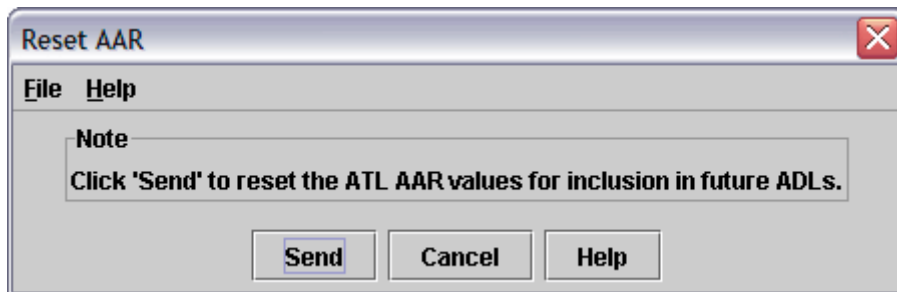 Reset AAR
File Help
Note
Click 'Send' to reset the ATL AAR values for inclusion in future ADLs.
Send Cancel Help